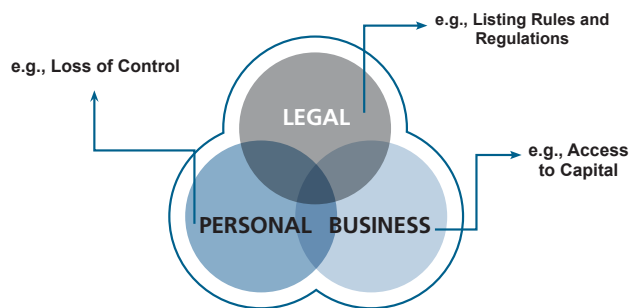 e.g., Listing Rules and
Regulations
e.g., Loss of Control
LEGAL
e.g., Access
to Capital
PERSONAL
BUSINESS